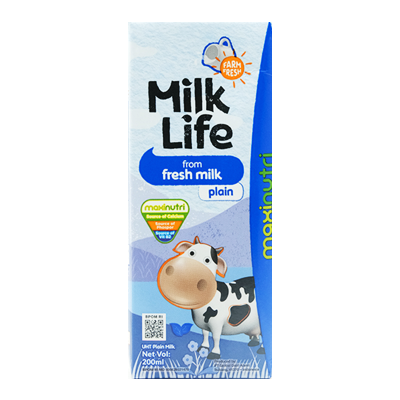 FARM
FRESH
Milk
Life
from
fresh milk
plain
maxinutri
maxinutri
Source of Calcium
Source of
Phosphor
Source of
Vit B2
BPOM RI
UHT Plain Milk
Net·Vol:
200ml